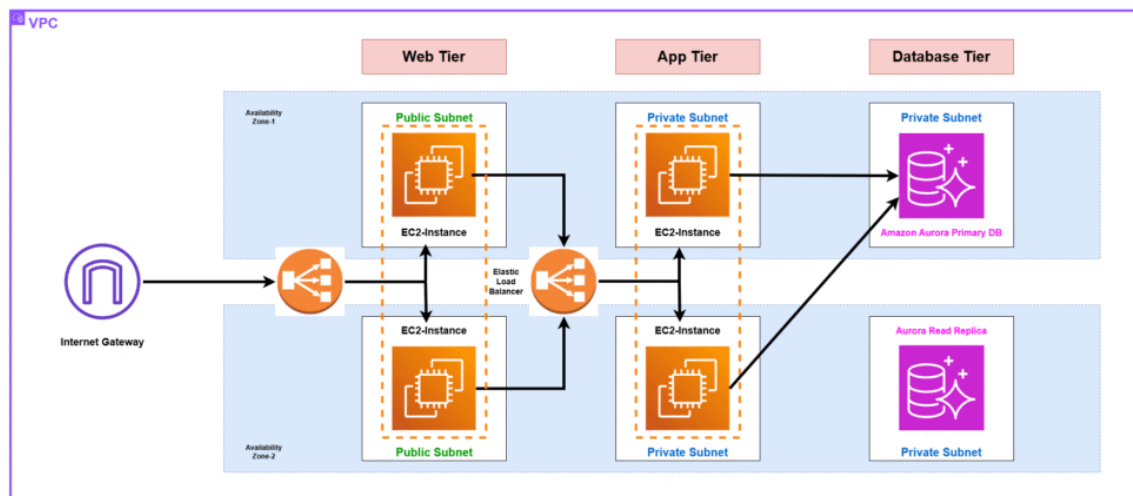 VPC
Web Tier
App Tier
Database Tier
Availability
Zone-1
Public Subnet
Private Subnet
Private Subnet
EC2-Instance
EC2-Instance
Amazon Aurora Primary DB
Elastic
Load
Balancer
Internet Gateway
EC2-Instance
EC2-Instance
Aurora Read Replica
Availability
Zone-2
Public Subnet
Private Subnet
Private Subnet